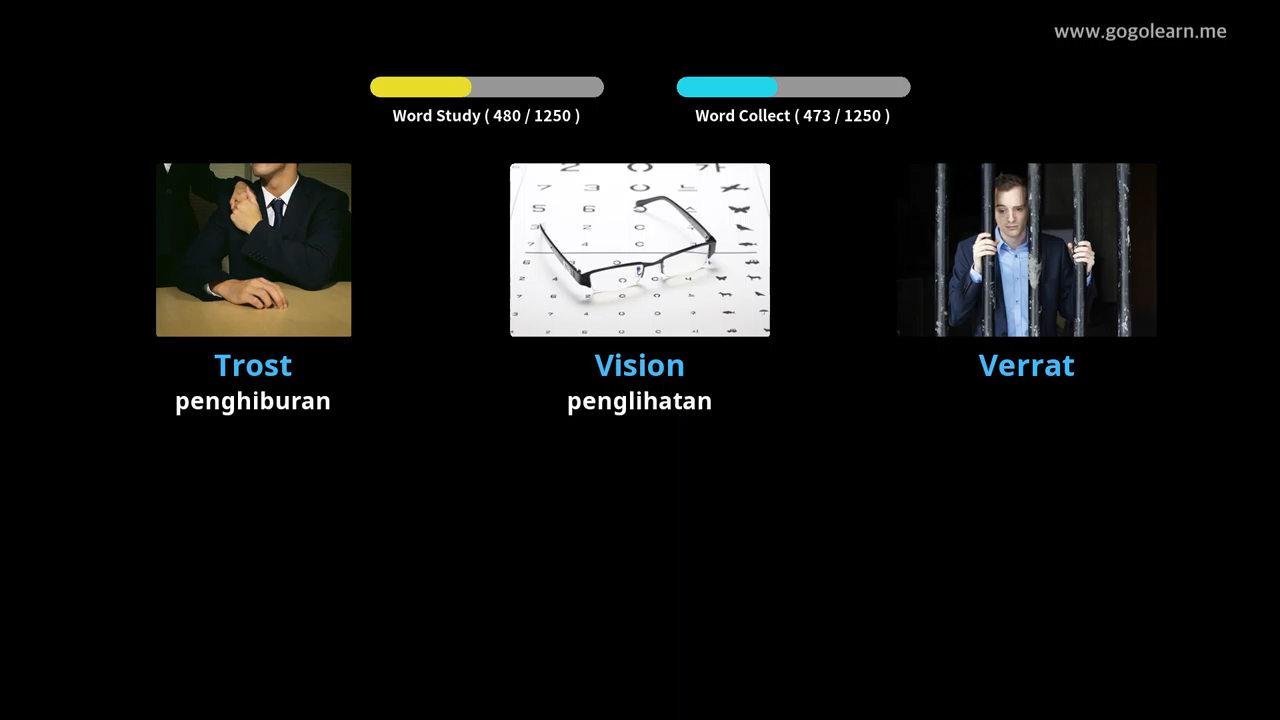 www.gogolearn.me
Word Study ( 480 / 1250 )
Word Collect ( 473 / 1250 )
Trost
penghiburan
Vision
penglihatan
Verrat